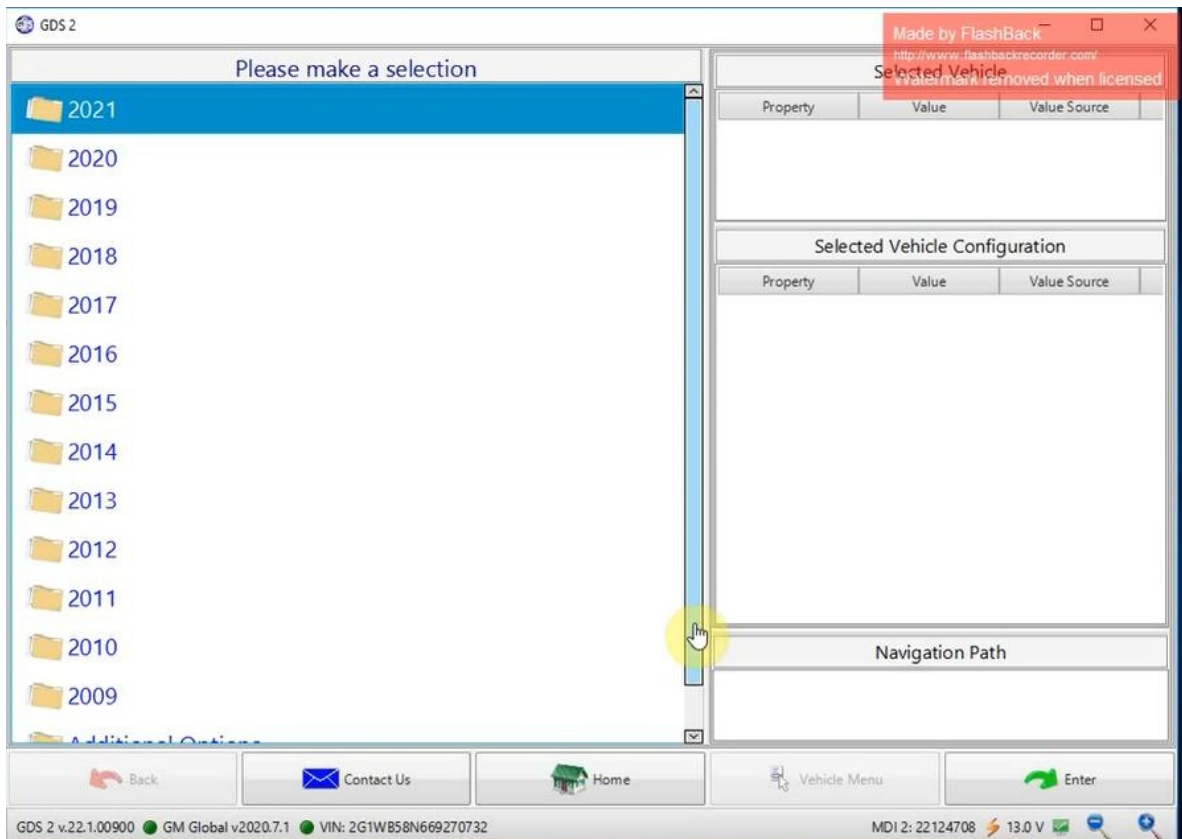 GDS 2
Made by FlashBack
http://www.flashbackrecorder.com/
Watermark removed when licensed
Please make a selection
2021
2020
2019
2018
2017
2016
2015
2014
2013
2012
2011
2010
2009
Additional Options
Selected Vehicle
Property Value Value Source
Selected Vehicle Configuration
Property Value Value Source
Navigation Path
Back Contact Us Home Vehicle Menu Enter
GDS 2 v.22.1.00900 GM Global v2020.7.1 VIN: 2G1WB58N669270732 MDI 2: 22124708 13.0 V